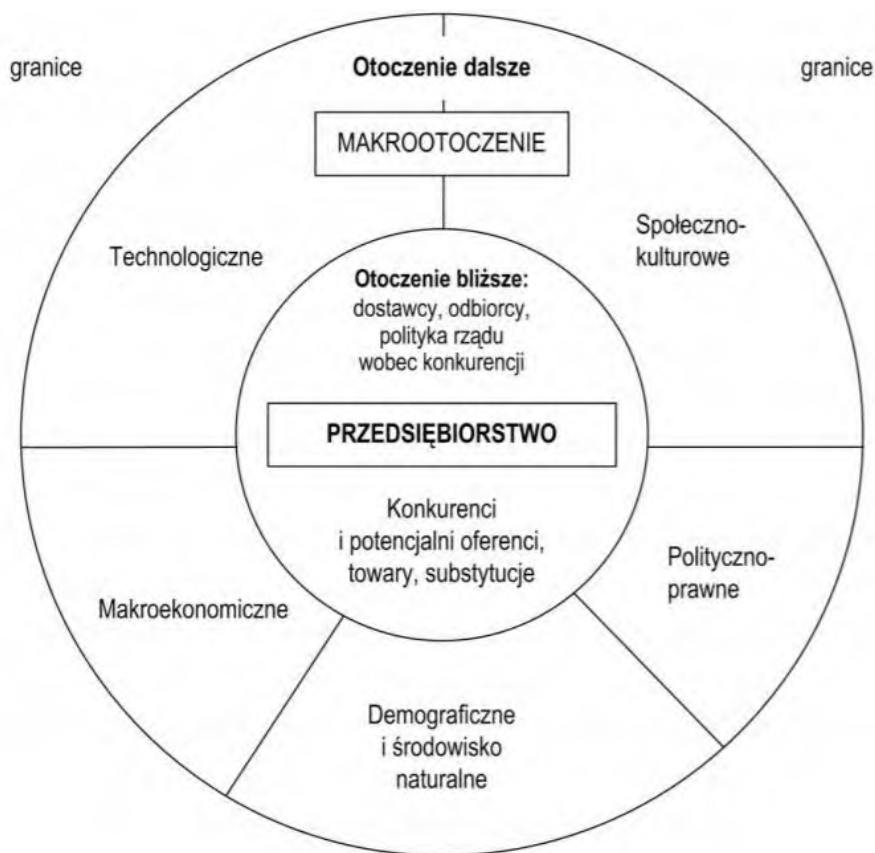 granice
Otoczenie dalsze
granice
MAKROOTOCZENIE
Technologiczne
Społeczno-
kulturowe
Otoczenie bliższe:
dostawcy, odbiorcy,
polityka rządu
wobec konkurencji
PRZEDSIĘBIORSTWO
Konkurenci
i potencjalni oferenci,
towary, substytucje
Makroekonomiczne
Polityczno-
prawne
Demograficzne
i środowisko
naturalne